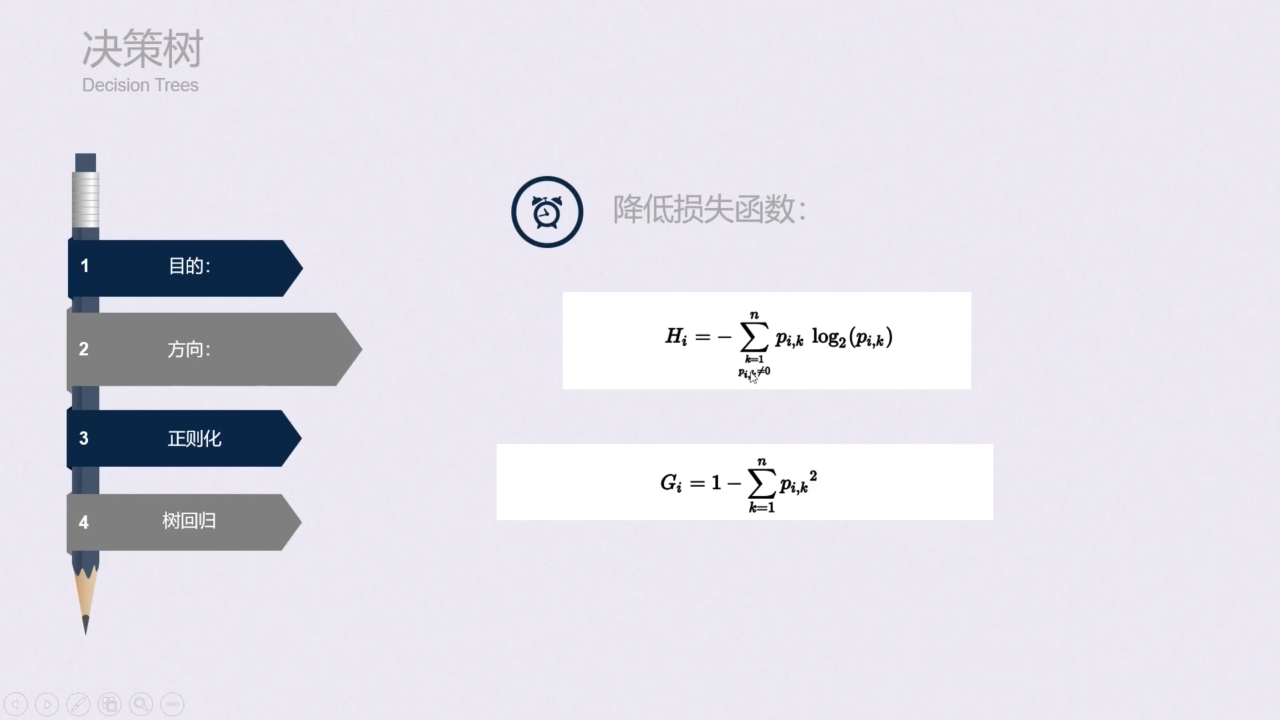 决策树
Decision Trees
1 目的：
2 方向：
3 正则化
4 树回归
降低损失函数：
$H_i = -\sum_{\substack{k=1 \\ p_{i,k} \neq 0}}^{n} p_{i,k} \log_2(p_{i,k})$
$G_i = 1 - \sum_{k=1}^{n} {p_{i,k}}^2$